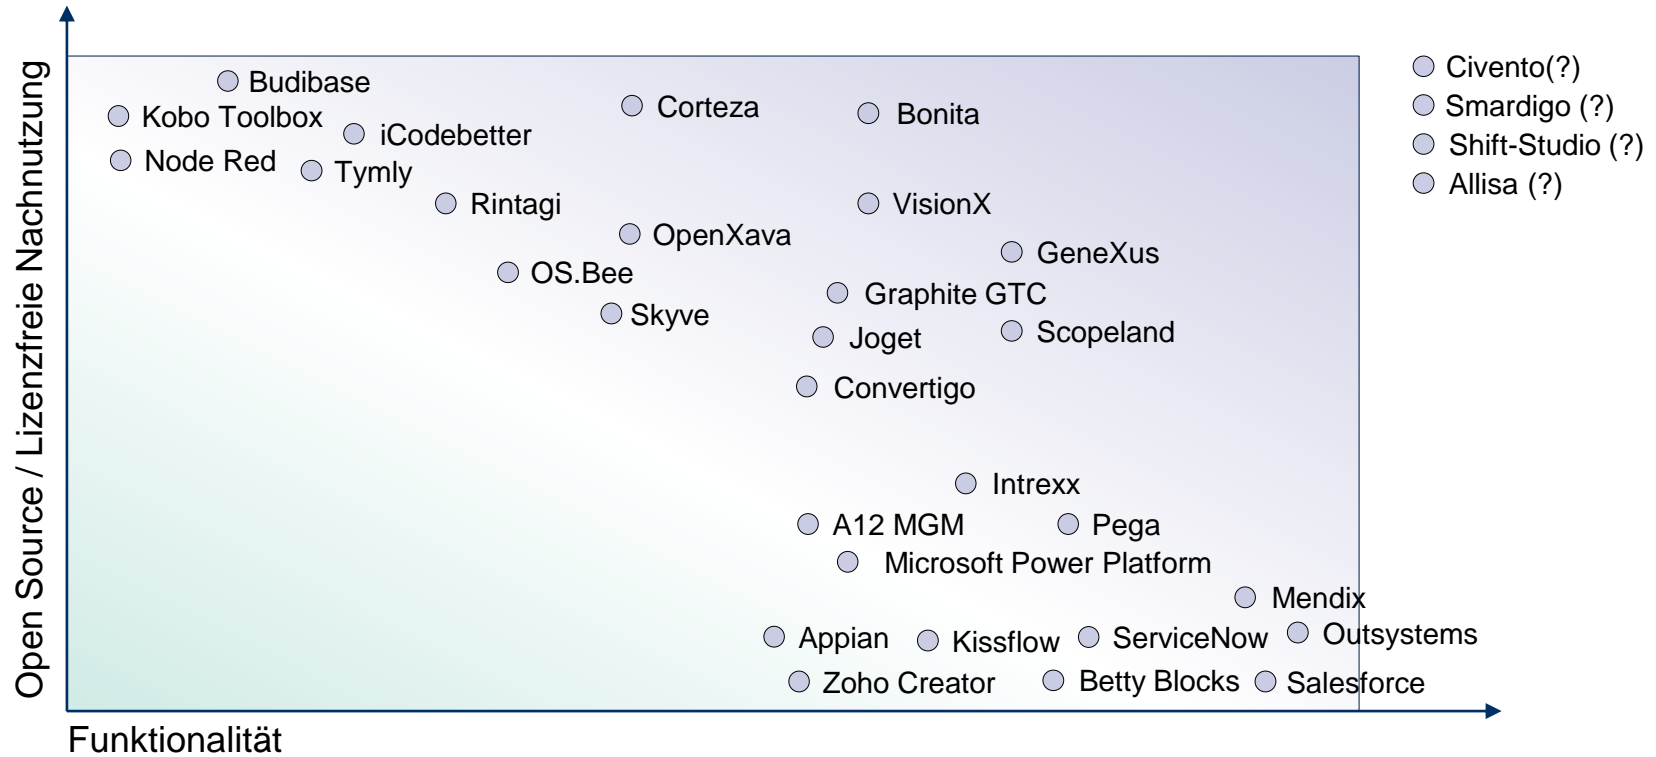 Open Source / Lizenzfreie Nachnutzung
Budibase
Kobo Toolbox
Corteza
Bonita
iCodebetter
Node Red
Tymly
Rintagi
VisionX
OpenXava
GeneXus
OS.Bee
Graphite GTC
Skyve
Scopeland
Joget
Convertigo
Intrexx
A12 MGM
Pega
Microsoft Power Platform
Mendix
Appian
Kissflow
ServiceNow
Outsystems
Zoho Creator
Betty Blocks
Salesforce
Funktionalität
Civento(?)
Smardigo (?)
Shift-Studio (?)
Allisa (?)